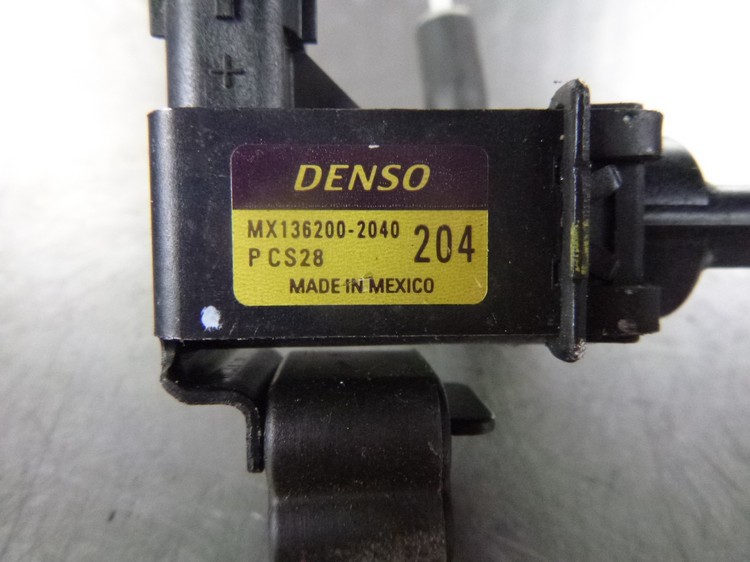 +
DENSO
MX136200-2040
P CS28
204
MADE IN MEXICO